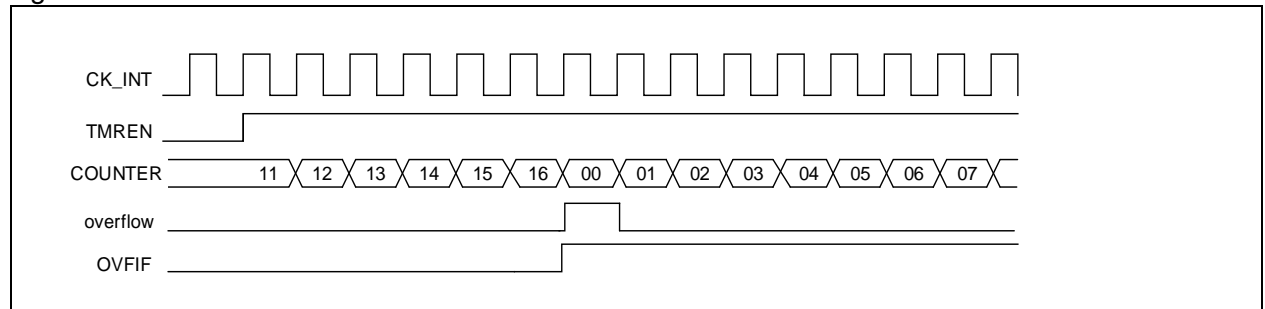 CK_INT
TMREN
COUNTER 11 12 13 14 15 16 00 01 02 03 04 05 06 07
overflow
OVFIF